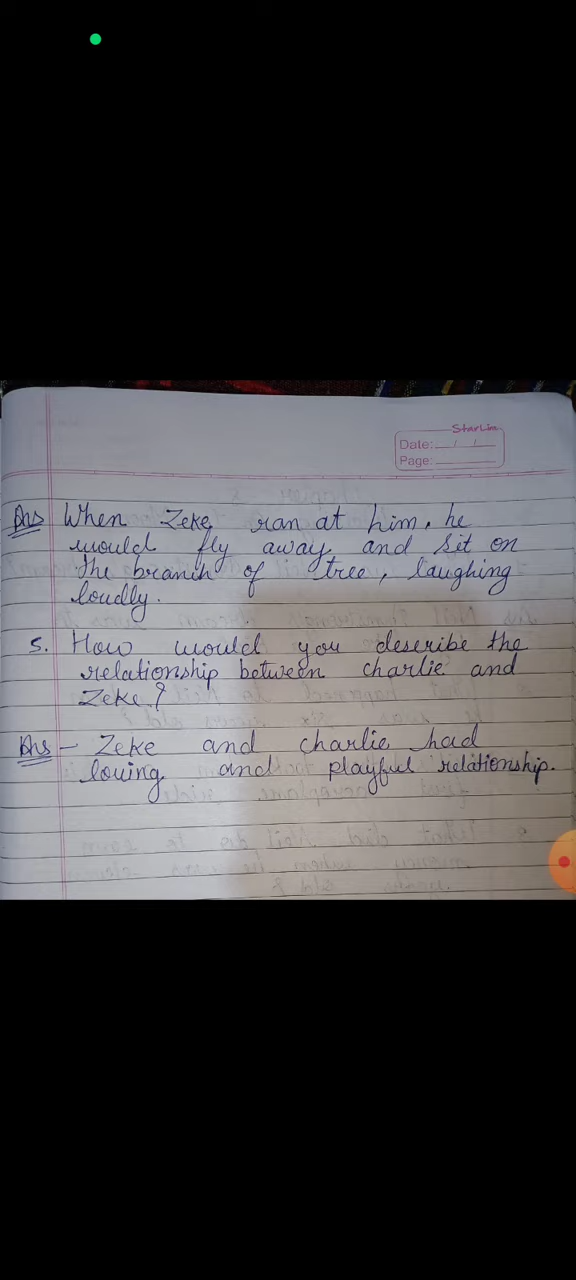 StarLim
Date: / /
Page:
Ans When Zeke ran at him, he
would fly away and sit on
the branch of tree, laughing
loudly.
5. How would you describe the
relationship between charlie and
Zeke?
Ans - Zeke and charlie had
loving and playful relationship.